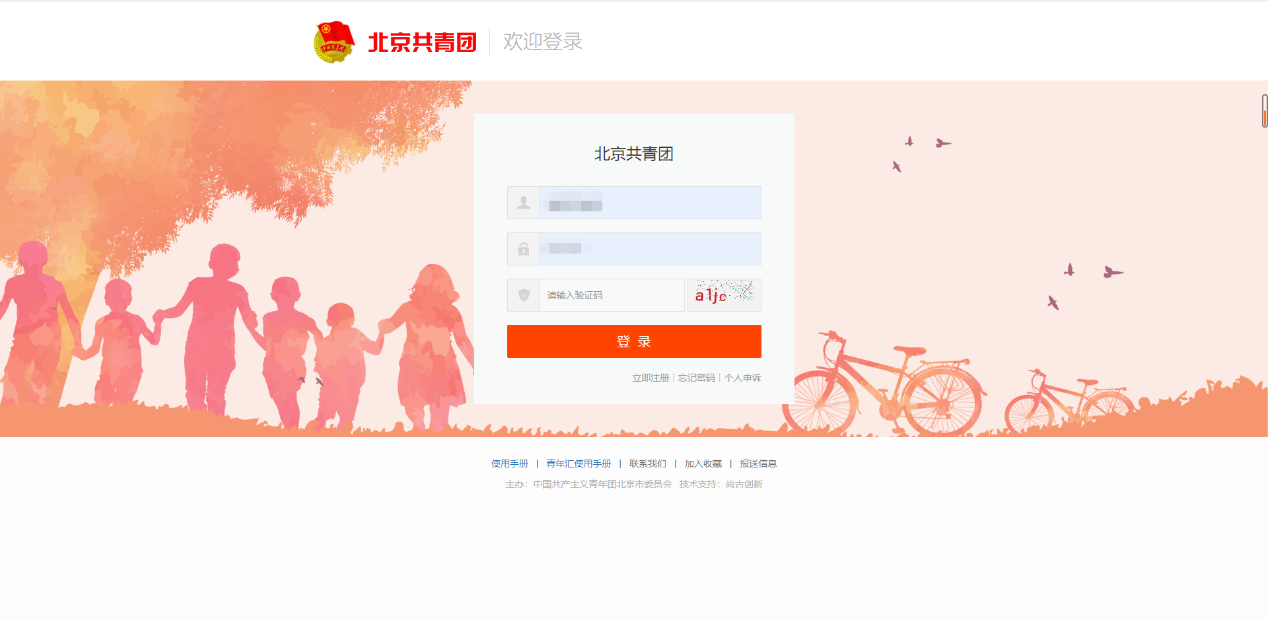 北京共青团 欢迎登录
北京共青团
请输入验证码 a1jc
登 录
立即注册 | 忘记密码 | 个人申诉
使用手册 | 青年汇使用手册 | 联系我们 | 加入收藏 | 报送信息
主办：中国共产主义青年团北京市委员会 技术支持：尚古创新